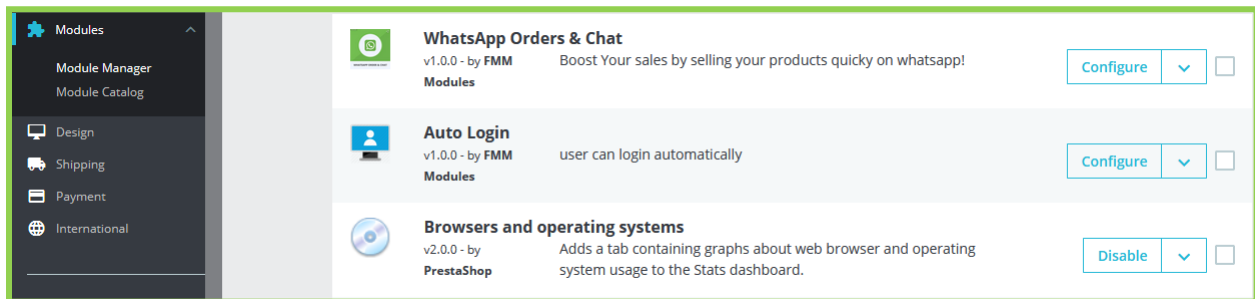 Modules
Module Manager
Module Catalog
Design
Shipping
Payment
International
WhatsApp Orders & Chat
v1.0.0 - by FMM Modules
Boost Your sales by selling your products quicky on whatsapp!
Configure
Auto Login
v1.0.0 - by FMM Modules
user can login automatically
Configure
Browsers and operating systems
v2.0.0 - by PrestaShop
Adds a tab containing graphs about web browser and operating
system usage to the Stats dashboard.
Disable